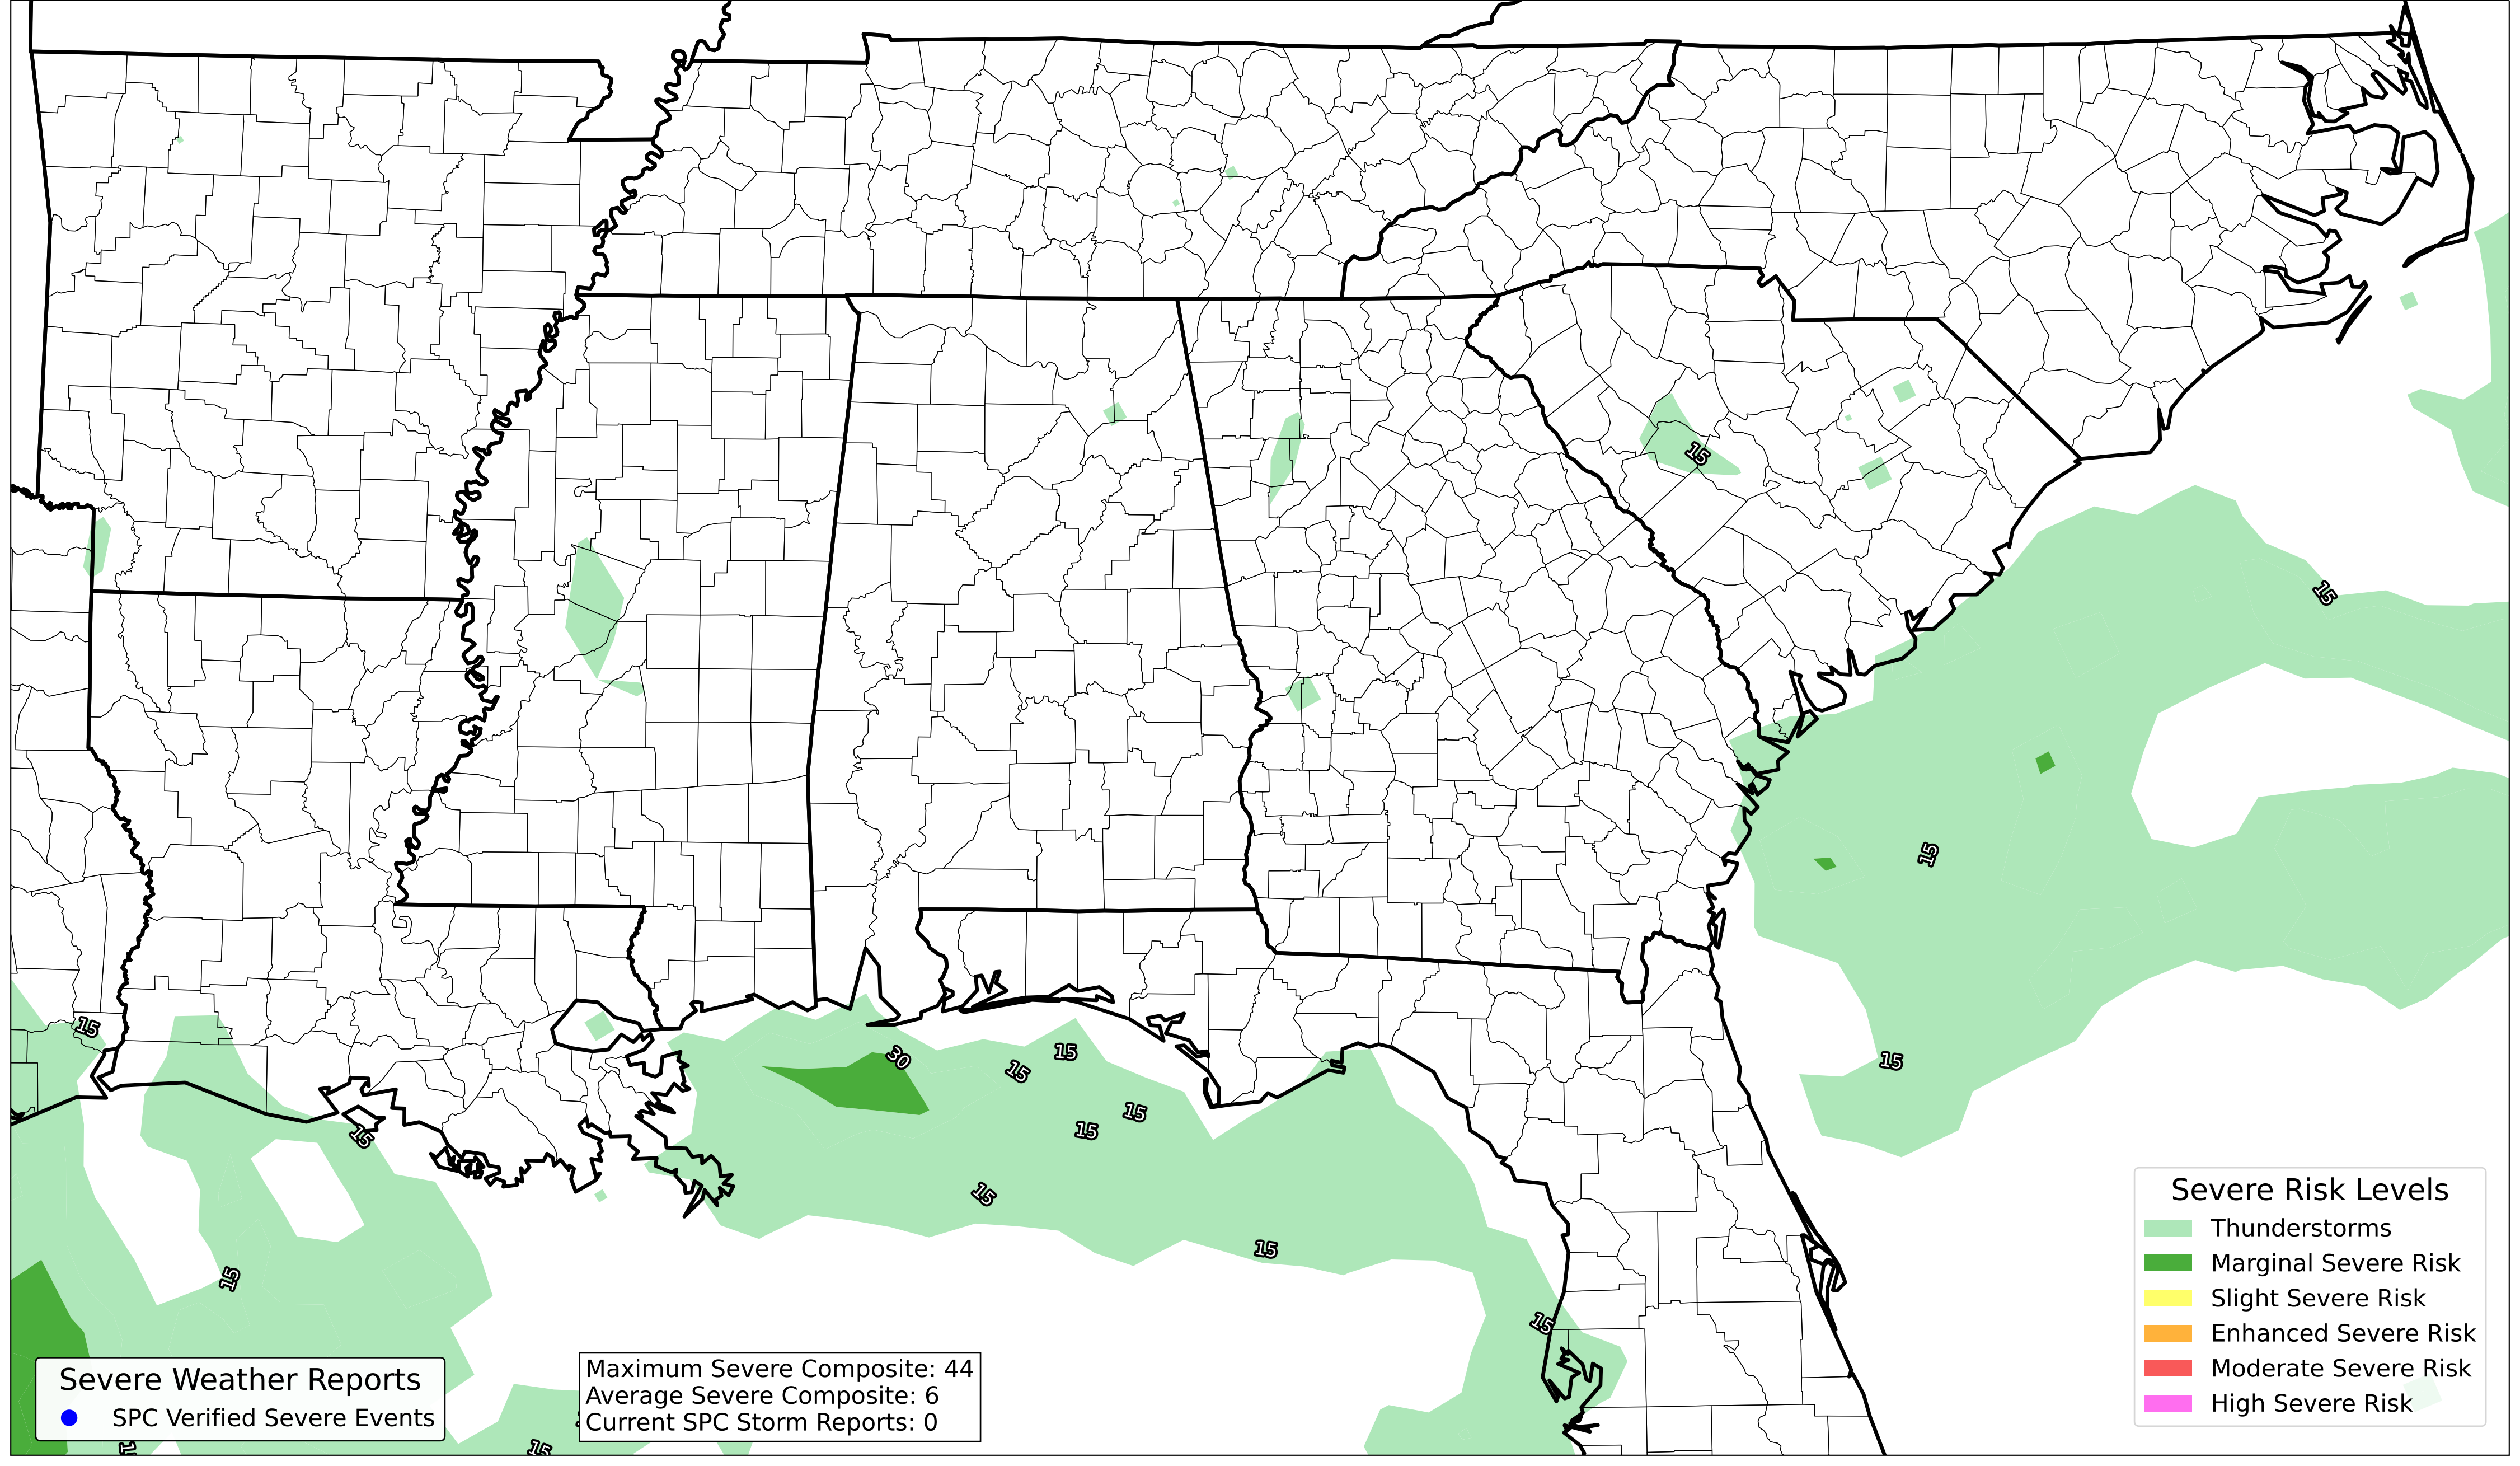 15
15
15
30
15
15
15
15
15
15
15
15
15
15
15
15
15
Severe Risk Levels
Thunderstorms
Marginal Severe Risk
Slight Severe Risk
Enhanced Severe Risk
Moderate Severe Risk
High Severe Risk
Severe Weather Reports
SPC Verified Severe Events
Maximum Severe Composite: 44
Average Severe Composite: 6
Current SPC Storm Reports: 0